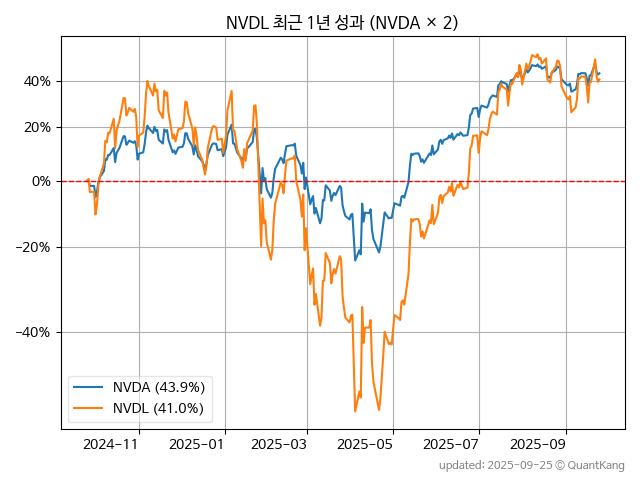 NVDL 최근 1년 성과 (NVDA × 2)
40%
20%
0%
−20%
−40%
NVDA (43.9%)
NVDL (41.0%)
2024−11
2025−01
2025−03
2025−05
2025−07
2025−09
updated: 2025-09-25 © QuantKang